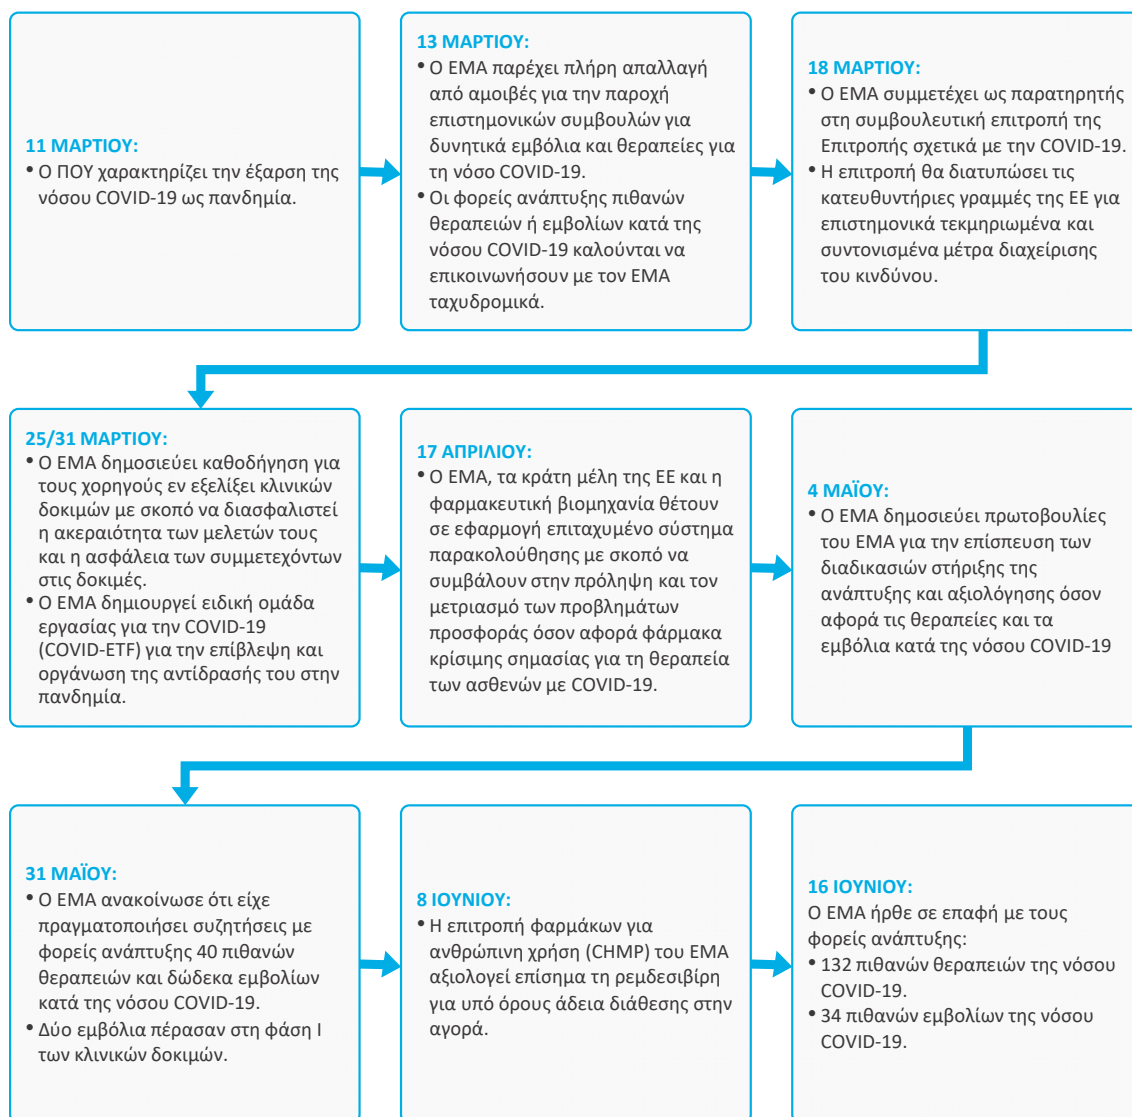 11 ΜΑΡΤΙΟΥ:
• Ο ΠΟΥ χαρακτηρίζει την έξαρση της
νόσου COVID-19 ως πανδημία.
13 ΜΑΡΤΙΟΥ:
• Ο EMA παρέχει πλήρη απαλλαγή
από αμοιβές για την παροχή
επιστημονικών συμβουλών για
δυνητικά εμβόλια και θεραπείες για
τη νόσο COVID-19.
• Οι φορείς ανάπτυξης πιθανών
θεραπειών ή εμβολίων κατά της
νόσου COVID-19 καλούνται να
επικοινωνήσουν με τον EMA
ταχυδρομικά.
18 ΜΑΡΤΙΟΥ:
• Ο EMA συμμετέχει ως παρατηρητής
στη συμβουλευτική επιτροπή της
Επιτροπής σχετικά με την COVID-19.
• Η επιτροπή θα διατυπώσει τις
κατευθυντήριες γραμμές της ΕΕ για
επιστημονικά τεκμηριωμένα και
συντονισμένα μέτρα διαχείρισης
του κινδύνου.
25/31 ΜΑΡΤΙΟΥ:
• Ο EMA δημοσιεύει καθοδήγηση για
τους χορηγούς εν εξελίξει κλινικών
δοκιμών με σκοπό να διασφαλιστεί
η ακεραιότητα των μελετών τους
και η ασφάλεια των συμμετεχόντων
στις δοκιμές.
• Ο EMA δημιουργεί ειδική ομάδα
εργασίας για την COVID-19
(COVID-ETF) για την επίβλεψη και
οργάνωση της αντίδρασής του στην
πανδημία.
17 ΑΠΡΙΛΙΟΥ:
• Ο EMA, τα κράτη μέλη της ΕΕ και η
φαρμακευτική βιομηχανία θέτουν
σε εφαρμογή επιταχυμένο σύστημα
παρακολούθησης με σκοπό να
συμβάλουν στην πρόληψη και τον
μετριασμό των προβλημάτων
προσφοράς όσον αφορά φάρμακα
κρίσιμης σημασίας για τη θεραπεία
των ασθενών με COVID-19.
4 ΜΑΪΟΥ:
• Ο EMA δημοσιεύει πρωτοβουλίες
του EMA για την επίσπευση των
διαδικασιών στήριξης της
ανάπτυξης και αξιολόγησης όσον
αφορά τις θεραπείες και τα
εμβόλια κατά της νόσου COVID-19
31 ΜΑΪΟΥ:
• Ο EMA ανακοίνωσε ότι είχε
πραγματοποιήσει συζητήσεις με
φορείς ανάπτυξης 40 πιθανών
θεραπειών και δώδεκα εμβολίων
κατά της νόσου COVID-19.
• Δύο εμβόλια πέρασαν στη φάση I
των κλινικών δοκιμών.
8 ΙΟΥΝΙΟΥ:
• Η επιτροπή φαρμάκων για
ανθρώπινη χρήση (CHMP) του EMA
αξιολογεί επίσημα τη ρεμδεσιβίρη
για υπό όρους άδεια διάθεσης στην
αγορά.
16 ΙΟΥΝΙΟΥ:
Ο EMA ήρθε σε επαφή με τους
φορείς ανάπτυξης:
• 132 πιθανών θεραπειών της νόσου
COVID-19.
• 34 πιθανών εμβολίων της νόσου
COVID-19.